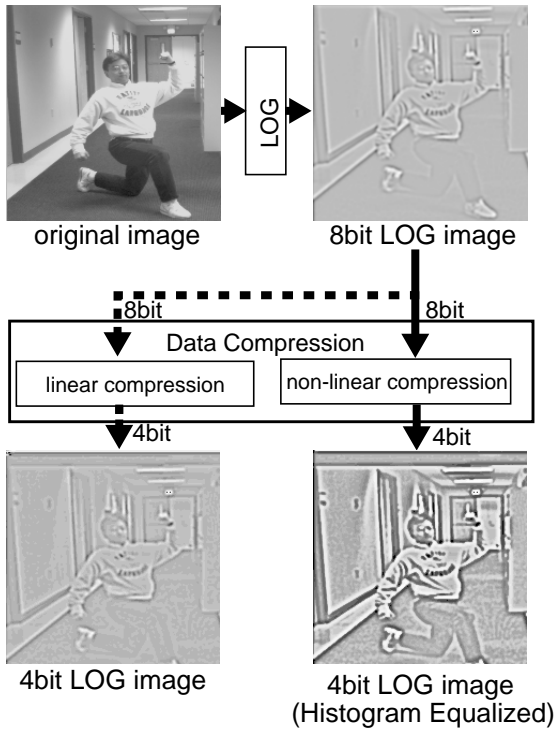 LOG
original image
8bit LOG image
8bit
8bit
Data Compression
linear compression
non-linear compression
4bit
4bit
4bit LOG image
4bit LOG image
(Histogram Equalized)